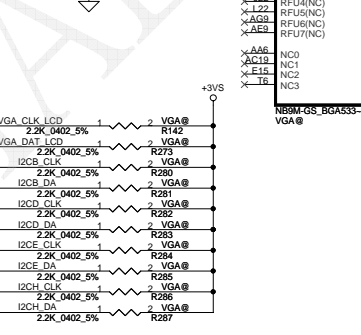 RFU4(NC)
L22 RFU5(NC)
AG9 RFU6(NC)
AE9 RFU7(NC)
AA6 NC0
AC19 NC1
E15 NC2
T6 NC3
NB9M-GS_BGA533~
VGA@
+3VS
VGA_CLK_LCD 1 2 VGA@
2.2K_0402_5% R142
VGA_DAT_LCD 1 2 VGA@
2.2K_0402_5% R273
I2CB_CLK 1 2 VGA@
2.2K_0402_5% R280
I2CB_DA 1 2 VGA@
2.2K_0402_5% R281
I2CD_CLK 1 2 VGA@
2.2K_0402_5% R282
I2CD_DA 1 2 VGA@
2.2K_0402_5% R283
I2CE_CLK 1 2 VGA@
2.2K_0402_5% R284
I2CE_DA 1 2 VGA@
2.2K_0402_5% R285
I2CH_CLK 1 2 VGA@
2.2K_0402_5% R286
I2CH_DA 1 2 VGA@
2.2K_0402_5% R287